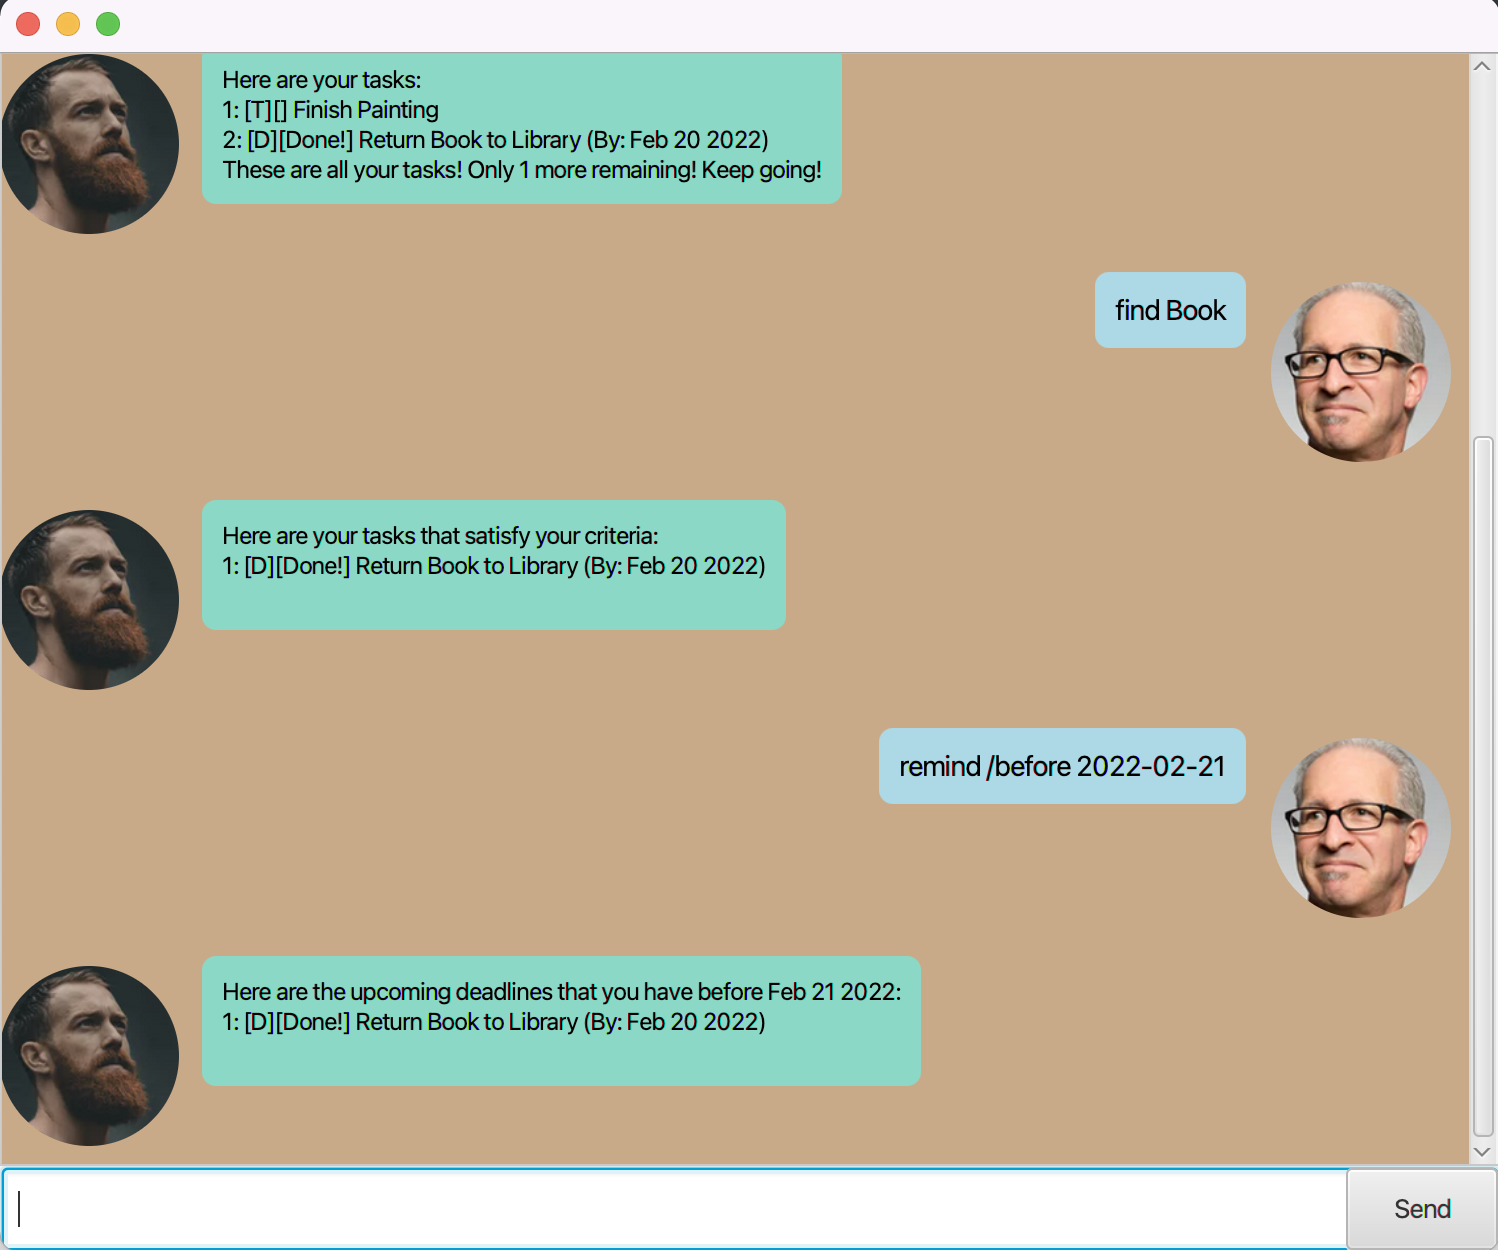 Here are your tasks:
1: [T][] Finish Painting
2: [D][Done!] Return Book to Library (By: Feb 20 2022)
These are all your tasks! Only 1 more remaining! Keep going!
find Book
Here are your tasks that satisfy your criteria:
1: [D][Done!] Return Book to Library (By: Feb 20 2022)
remind /before 2022-02-21
Here are the upcoming deadlines that you have before Feb 21 2022:
1: [D][Done!] Return Book to Library (By: Feb 20 2022)
Send